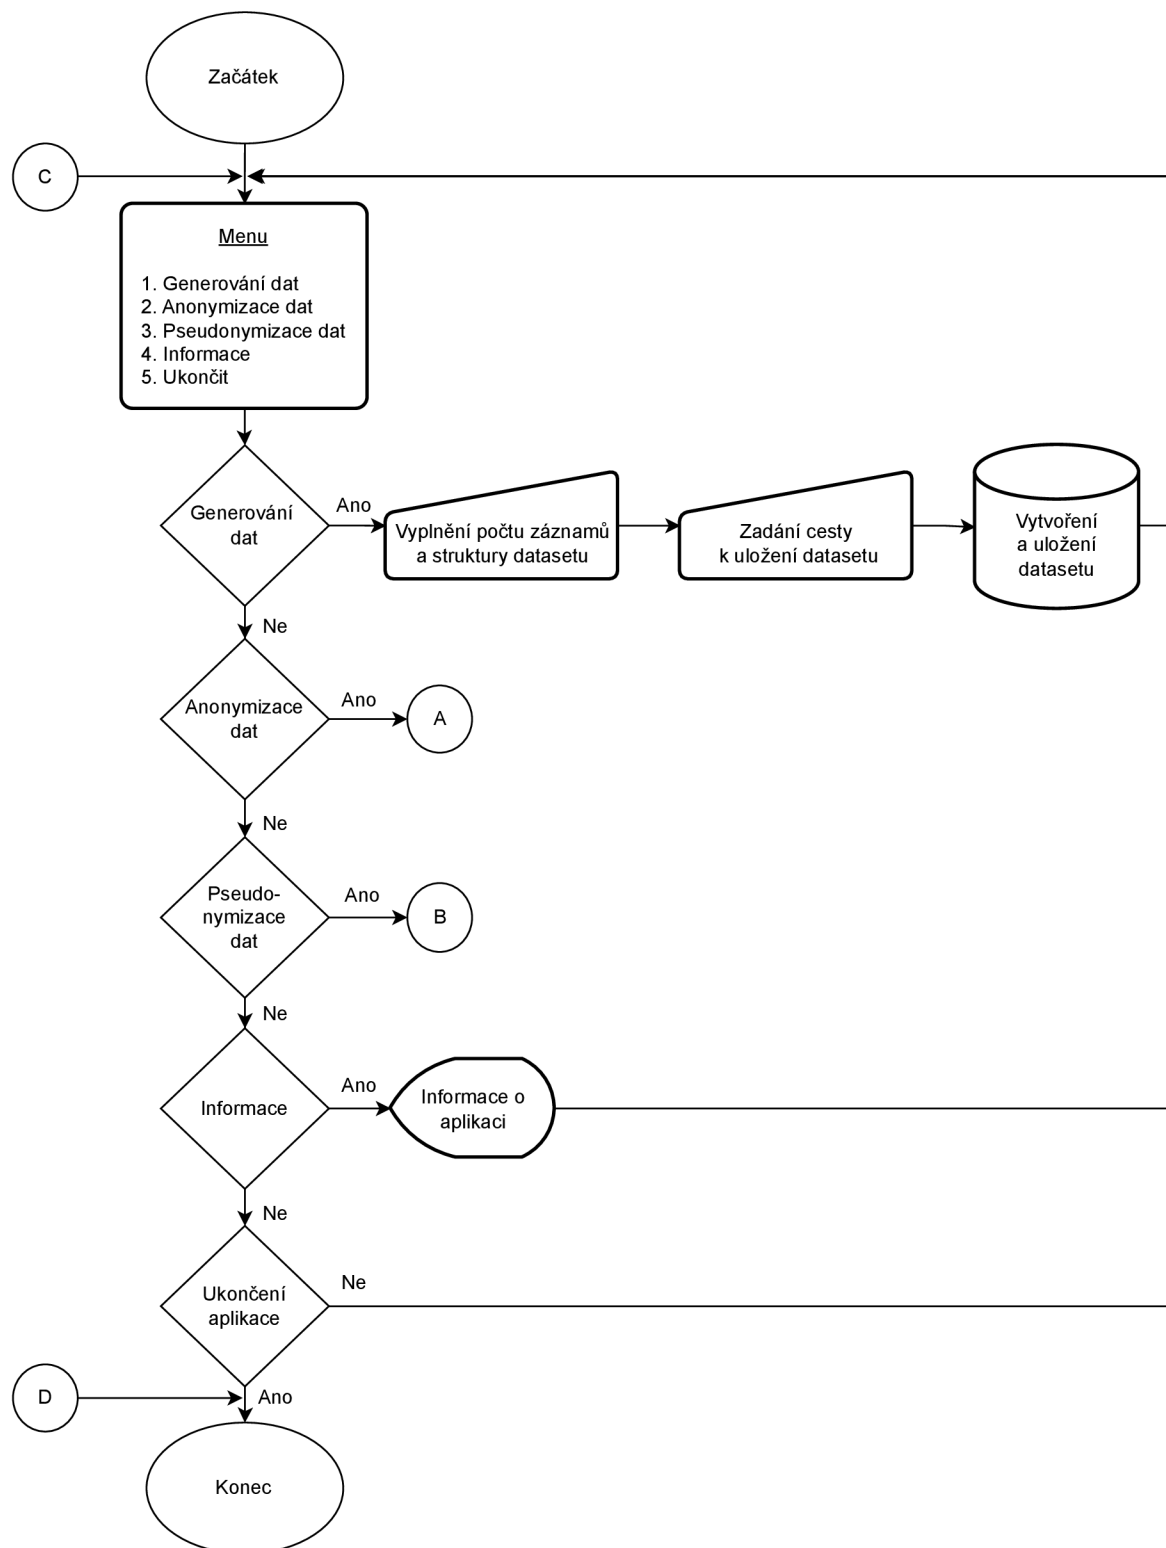 Začátek
C
Menu
1. Generování dat
2. Anonymizace dat
3. Pseudonymizace dat
4. Informace
5. Ukončit
Generování
dat
Ano
Vyplnění počtu záznamů
a struktury datasetu
Zadání cesty
k uložení datasetu
Vytvoření
a uložení
datasetu
Ne
Anonymizace
dat
Ano
A
Ne
Pseudo-
nymizace
dat
Ano
B
Ne
Informace
Ano
Informace o
aplikaci
Ne
Ukončení
aplikace
Ne
D
Ano
Konec